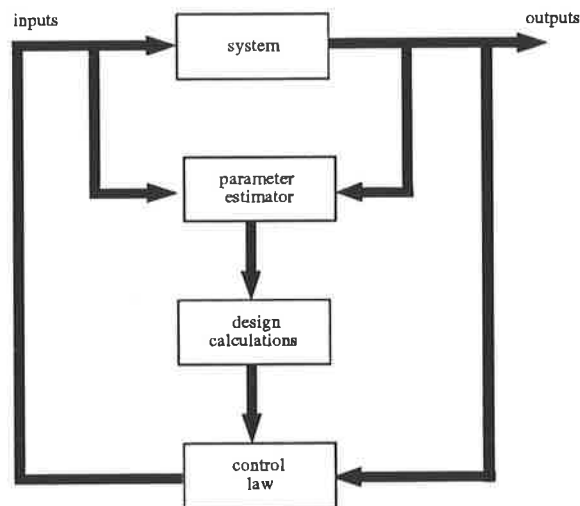 inputs
outputs
system
parameter
estimator
design
calculations
control
law